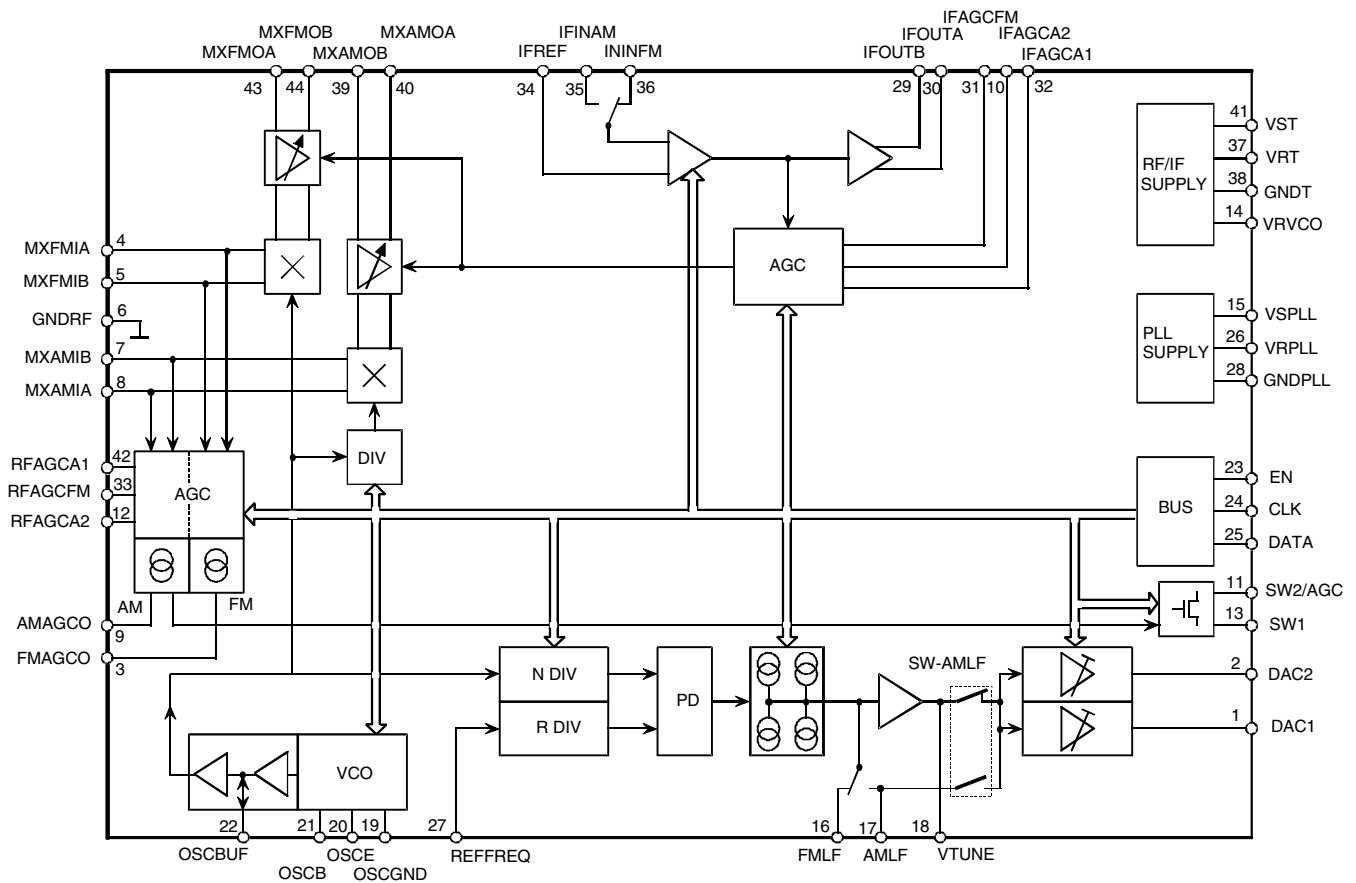 IFAGCFM
MXFMOB MXAMOA IFINAM IFOUTA IFAGCA2
MXFMOA MXAMOB IFREF ININFM IFOUTB IFAGCA1
43 44 39 40 34 35 36 29 30 31 10 32
41 VST
RF/IF
SUPPLY
37 VRT
38 GNDT
14 VRVCO
MXFMIA 4
MXFMIB 5
GNDRF 6
MXAMIB 7
MXAMIA 8
AGC
15 VSPLL
PLL
SUPPLY
26 VRPLL
28 GNDPLL
DIV
RFAGCA1 42
RFAGCFM 33
RFAGCA2 12
AGC
BUS
23 EN
24 CLK
25 DATA
AM FM
AMAGCO
9
FMAGCO
3
11 SW2/AGC
13 SW1
N DIV
R DIV
PD
SW-AMLF
2 DAC2
1 DAC1
VCO
22 21 20 19 27 16 17 18
OSCBUF OSCE REFFREQ FMLF AMLF VTUNE
OSCB OSCGND